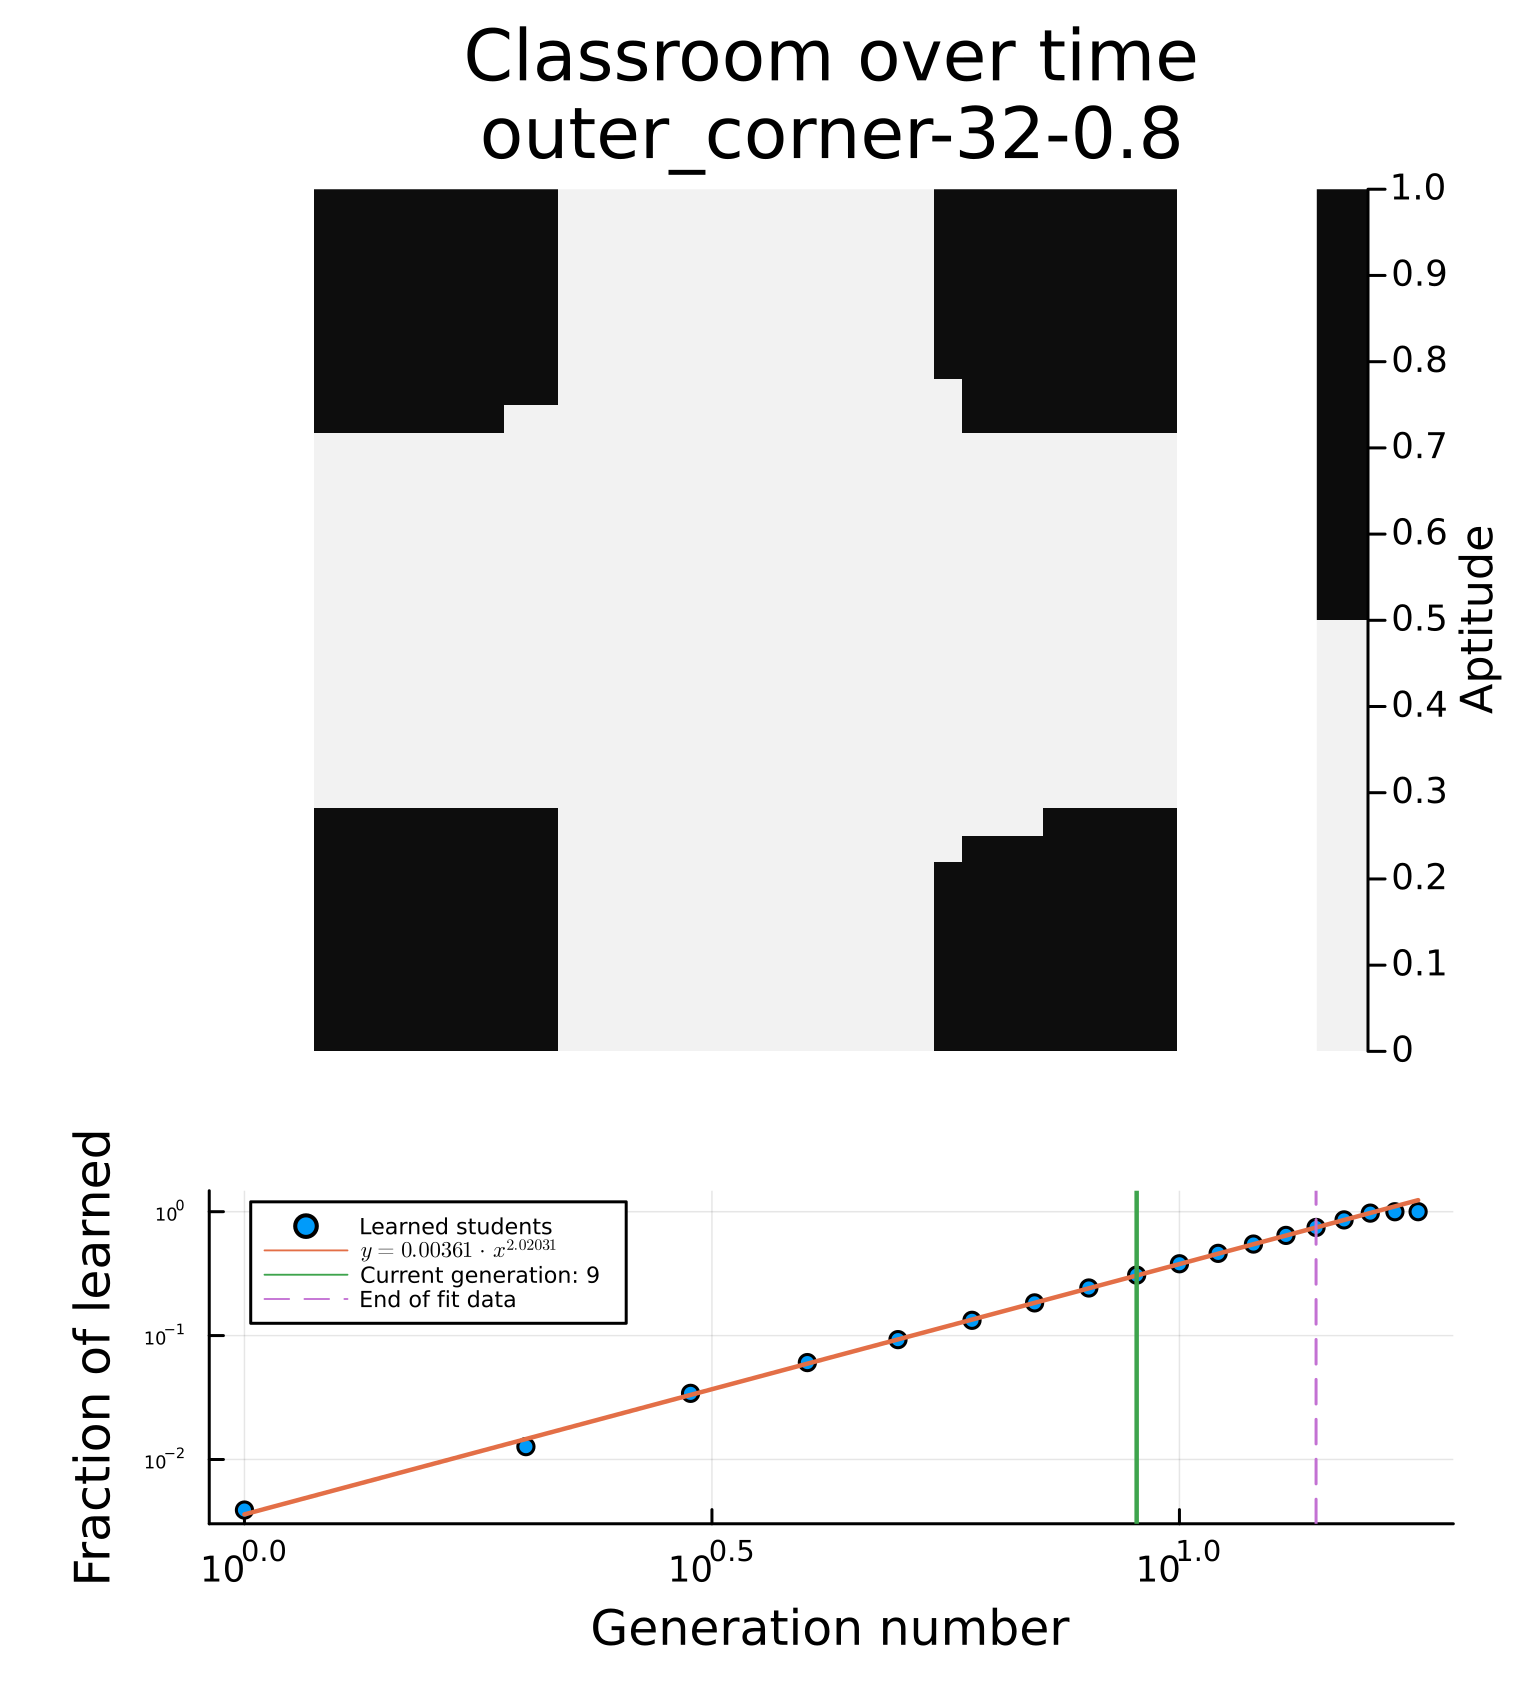 Classroom over time
outer_corner-32-0.8
1.0
0.9
0.8
0.7
0.6
0.5
0.4
0.3
0.2
0.1
0
Aptitude
Fraction of learned
10⁰
10⁻¹
10⁻²
Learned students
y = 0.00361 · x^2.02031
Current generation: 9
End of fit data
10^0.0
10^0.5
10^1.0
Generation number